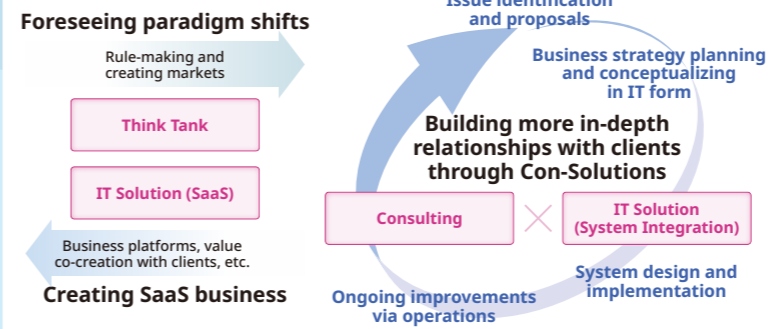 Foreseeing paradigm shifts
Rule-making and
creating markets
Think Tank
IT Solution (SaaS)
Business platforms, value
co-creation with clients, etc.
Creating SaaS business
Issue identification
and proposals
Business strategy planning
and conceptualizing
in IT form
Building more in-depth
relationships with clients
through Con-Solutions
Consulting
IT Solution
(System Integration)
System design and
implementation
Ongoing improvements
via operations